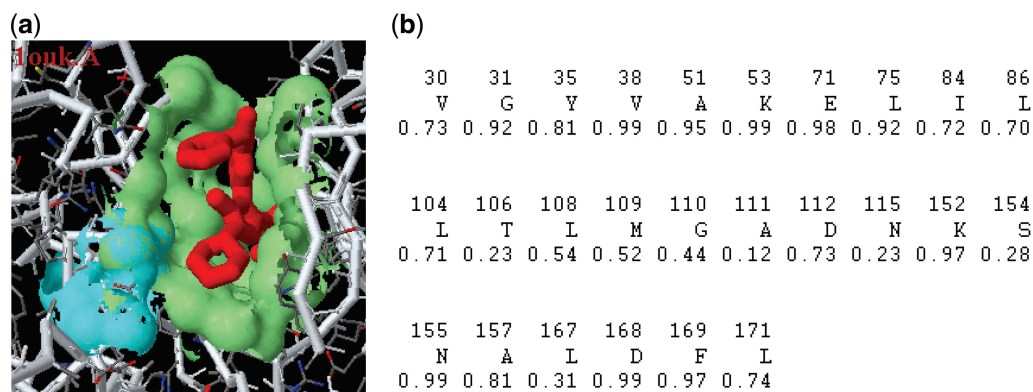 (a)
1ouk.A
(b)
30 31 35 38 51 53 71 75 84 86
V G Y V A K E L I L
0.73 0.92 0.81 0.99 0.95 0.99 0.98 0.92 0.72 0.70
104 106 108 109 110 111 112 115 152 154
L T L M G A D N K S
0.71 0.23 0.54 0.52 0.44 0.12 0.73 0.23 0.97 0.28
155 157 167 168 169 171
N A L D F L
0.99 0.81 0.31 0.99 0.97 0.74